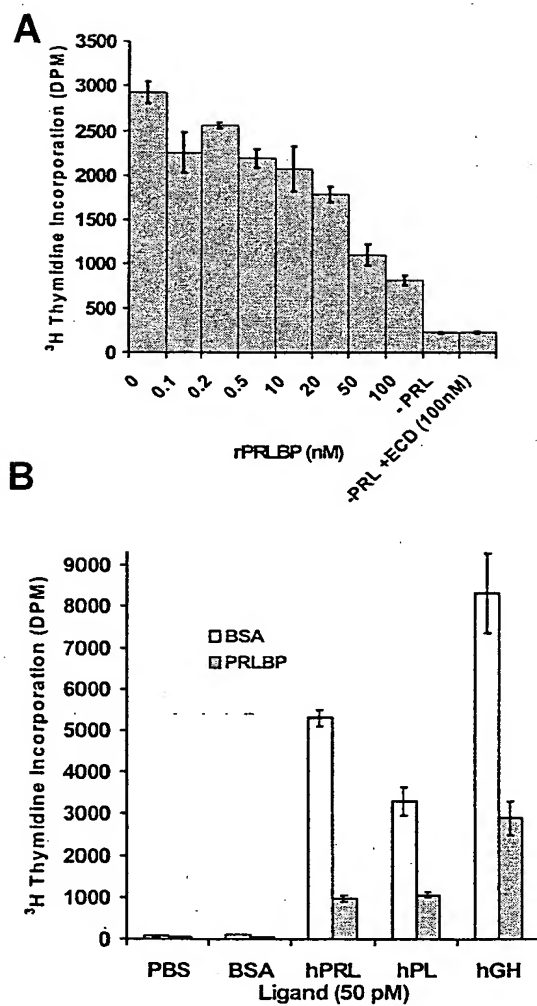 A
³H Thymidine Incorporation (DPM)
3500
3000
2500
2000
1500
1000
500
0
0
0.1
0.2
0.5
10
20
50
100
-PRL
-PRL +ECD (100nM)
rPRLBP (nM)
B
³H Thymidine Incorporation (DPM)
9000
8000
7000
6000
5000
4000
3000
2000
1000
0
BSA
PRLBP
PBS
BSA
hPRL
hPL
hGH
Ligand (50 pM)